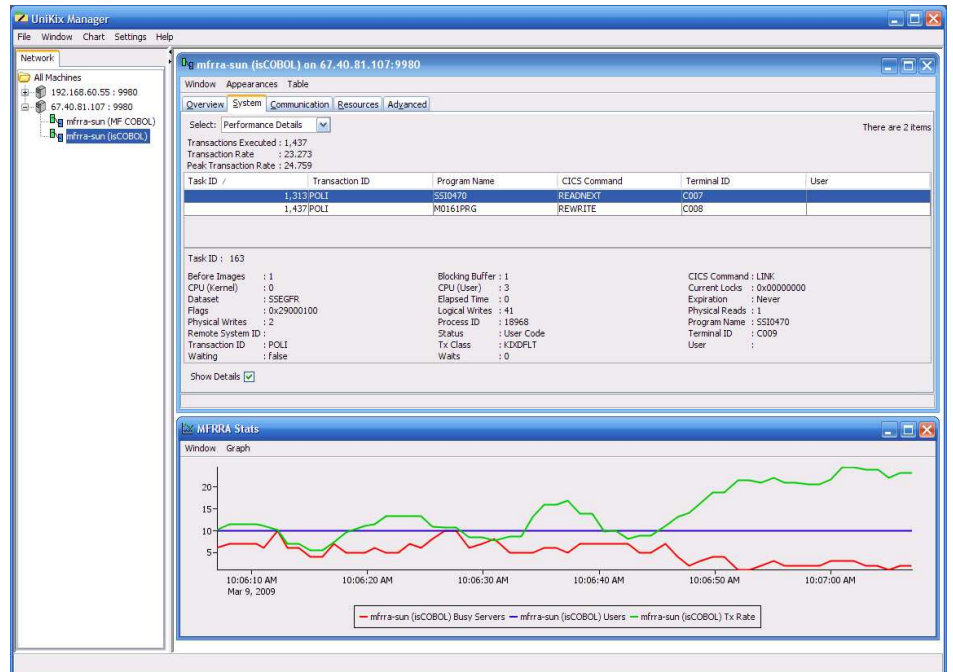 UniKix Manager
File Window Chart Settings Help
Network
All Machines
192.168.60.55 : 9980
67.40.81.107 : 9980
mfrra-sun (MF COBOL)
mfrra-sun (isCOBOL)
mfrra-sun (isCOBOL) on 67.40.81.107:9980
Window Appearances Table
Overview System Communication Resources Advanced
Select: Performance Details
There are 2 items
Transactions Executed : 1,437
Transaction Rate : 23.273
Peak Transaction Rate : 24.759
Task ID / Transaction ID Program Name CICS Command Terminal ID User
1,313 POLI SSI0470 READNEXT C007
1,437 POLI M0161PRG REWRITE C008
Task ID : 163
Before Images : 1 Blocking Buffer : 1 CICS Command : LINK
CPU (Kernel) : 0 CPU (User) : 3 Current Locks : 0x00000000
Dataset : SSEGFR Elapsed Time : 0 Expiration : Never
Flags : 0x29000100 Logical Writes : 41 Physical Reads : 1
Physical Writes : 2 Process ID : 18968 Program Name : SSI0470
Remote System ID : Status : User Code Terminal ID : C009
Transaction ID : POLI Tx Class : KIXDFLT User :
Waiting : false Waits : 0
Show Details
MFRRA Stats
Window Graph
20
15
10
5
10:06:10 AM 10:06:20 AM 10:06:30 AM 10:06:40 AM 10:06:50 AM 10:07:00 AM
Mar 9, 2009
mfrra-sun (isCOBOL) Busy Servers mfrra-sun (isCOBOL) Users mfrra-sun (isCOBOL) Tx Rate